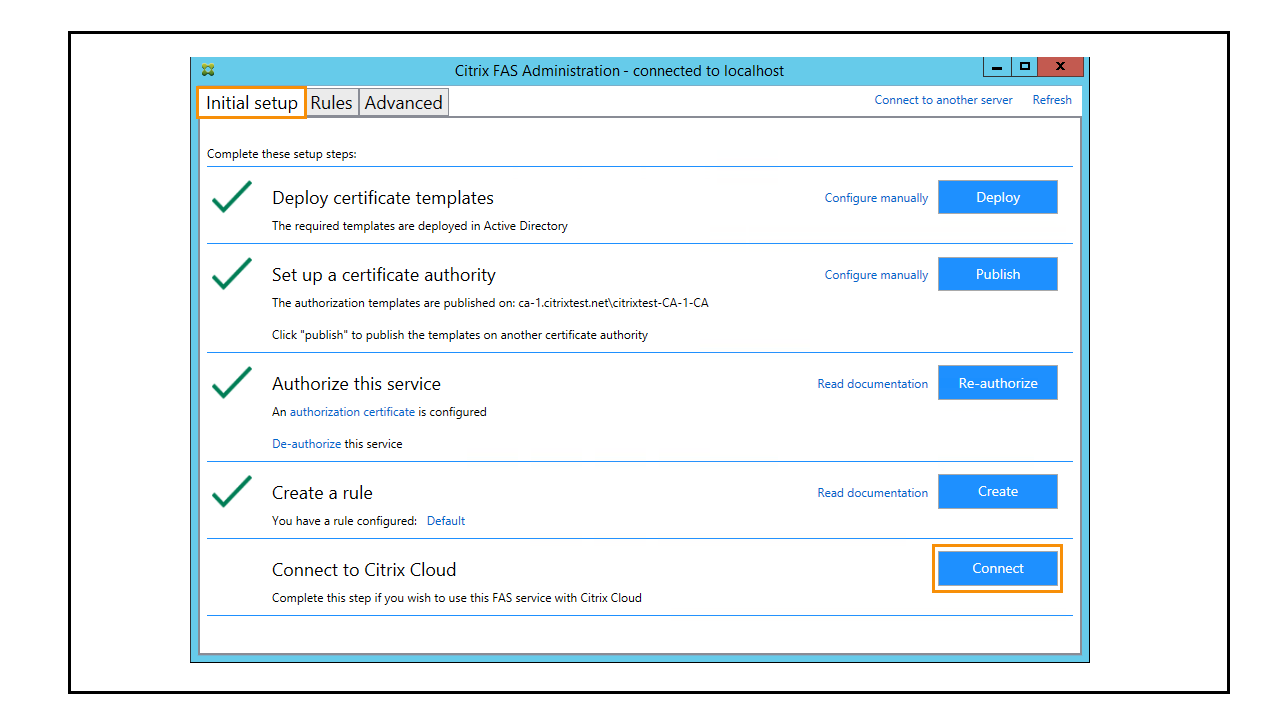 Citrix FAS Administration - connected to localhost
Initial setup Rules Advanced Connect to another server Refresh
Complete these setup steps:
Deploy certificate templates Configure manually Deploy
The required templates are deployed in Active Directory
Set up a certificate authority Configure manually Publish
The authorization templates are published on: ca-1.citrixtest.net\citrixtest-CA-1-CA
Click "publish" to publish the templates on another certificate authority
Authorize this service Read documentation Re-authorize
An authorization certificate is configured
De-authorize this service
Create a rule Read documentation Create
You have a rule configured: Default
Connect to Citrix Cloud Connect
Complete this step if you wish to use this FAS service with Citrix Cloud